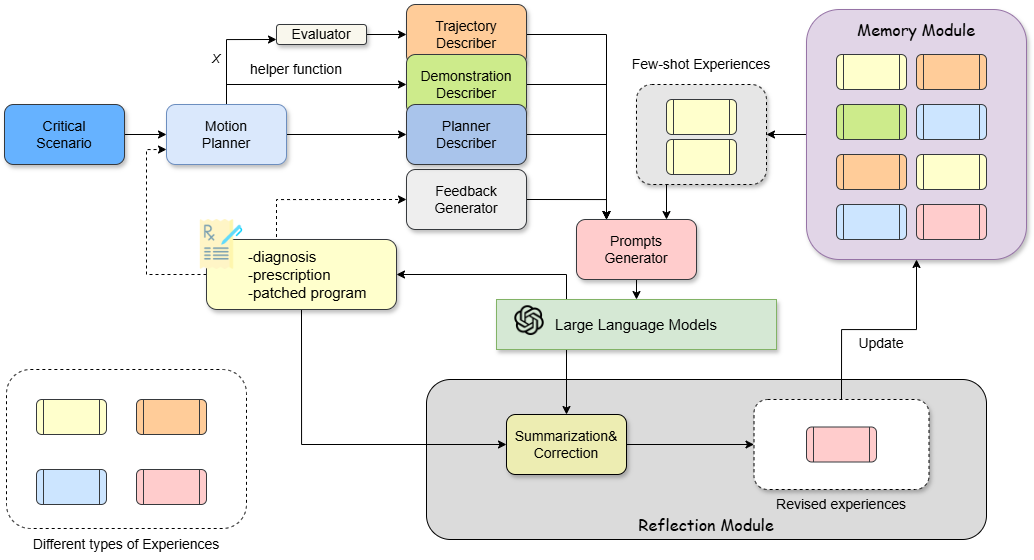 Evaluator
Trajectory
Describer
Memory Module
X
helper function
Demonstration
Describer
Few-shot Experiences
Critical
Scenario
Motion
Planner
Planner
Describer
Feedback
Generator
Rx
-diagnosis
-prescription
-patched program
Prompts
Generator
Large Language Models
Update
Summarization&
Correction
Revised experiences
Reflection Module
Different types of Experiences